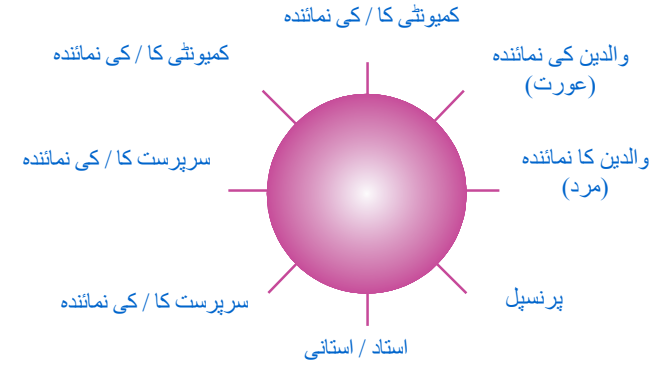 کمیونٹی کا / کی نمائندہ
والدین کی نمائندہ
(عورت)
والدین کا نمائندہ
(مرد)
پرنسپل
استاد / استانی
سرپرست کا / کی نمائندہ
سرپرست کا / کی نمائندہ
کمیونٹی کا / کی نمائندہ